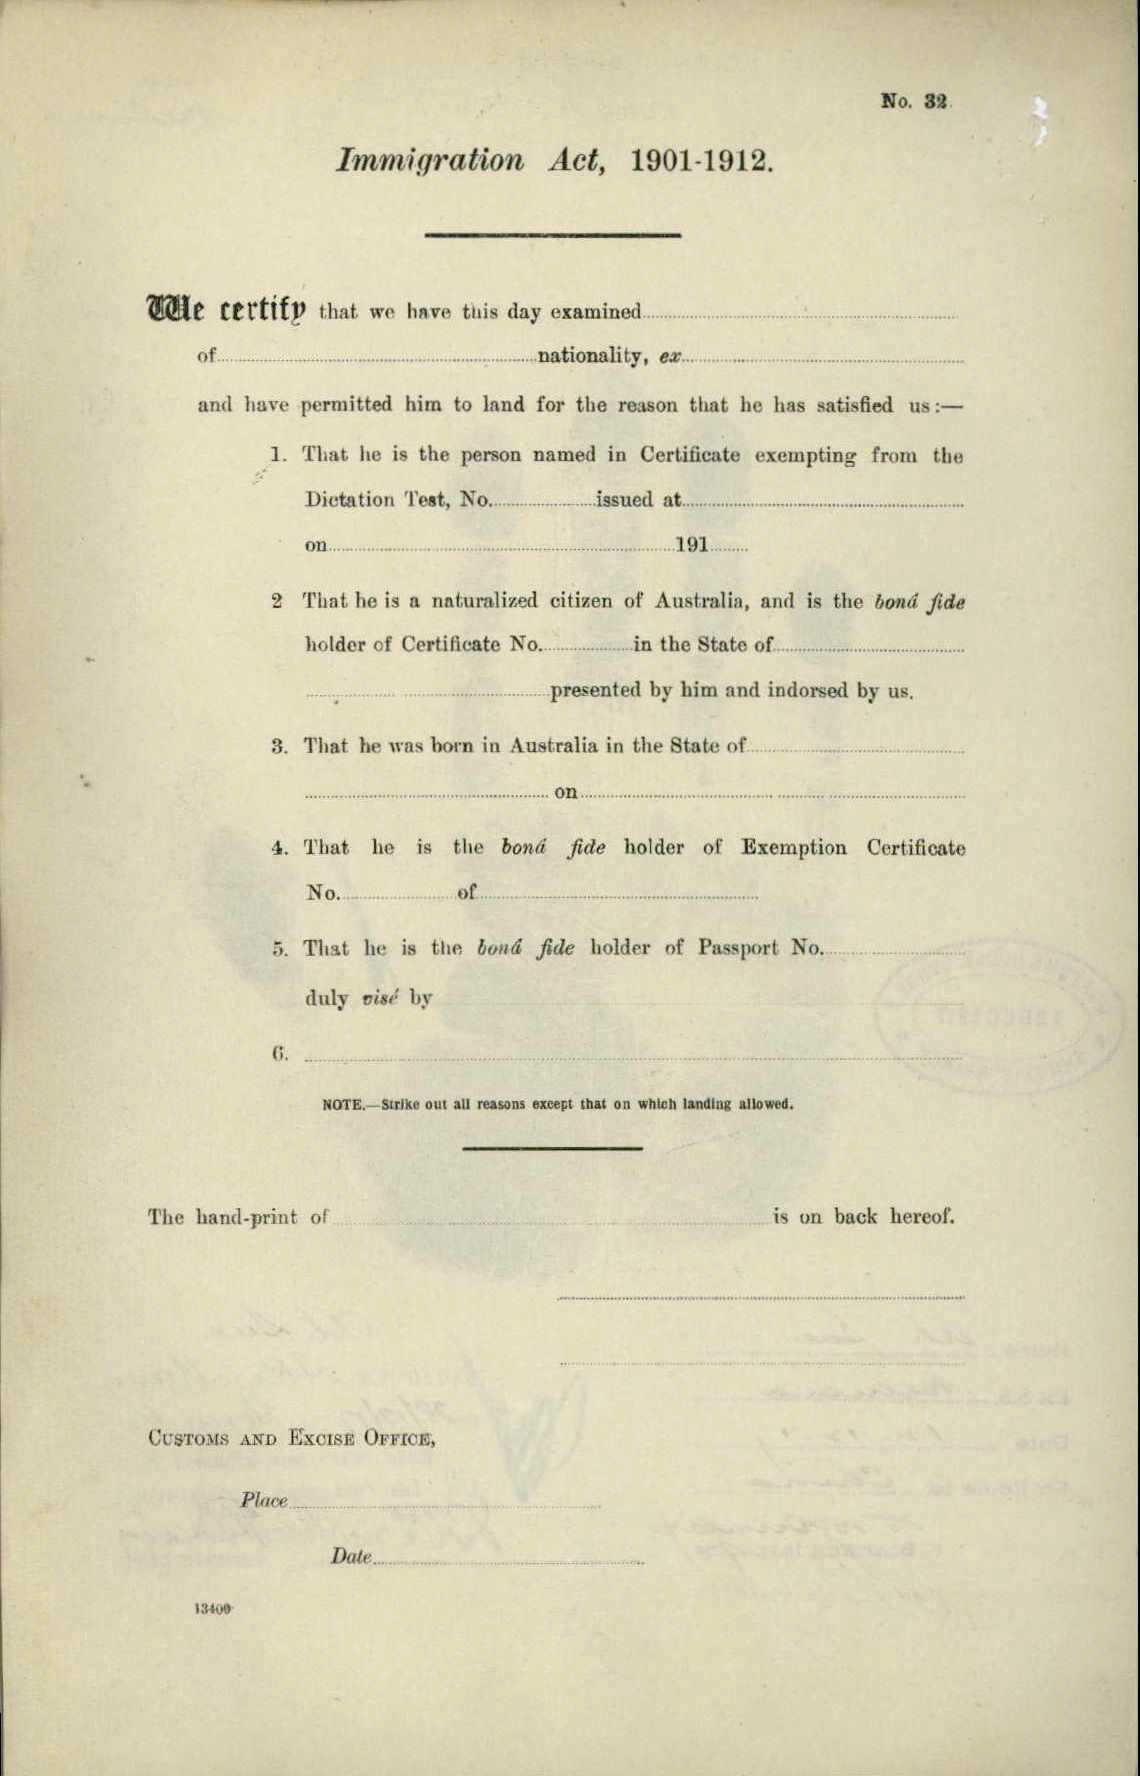 No. 32
Immigration Act, 1901-1912.
We certify that we have this day examined
of nationality, ex
and have permitted him to land for the reason that he has satisfied us:—
1. That he is the person named in Certificate exempting from the
Dictation Test, No. issued at
on 191
2 That he is a naturalized citizen of Australia, and is the bonâ fide
holder of Certificate No. in the State of
presented by him and indorsed by us.
3. That he was born in Australia in the State of
on
4. That he is the bonâ fide holder of Exemption Certificate
No. of
5. That he is the bonâ fide holder of Passport No.
duly visé by
6.
NOTE.—Strike out all reasons except that on which landing allowed.
The hand-print of is on back hereof.
CUSTOMS AND EXCISE OFFICE,
Place
Date
13400